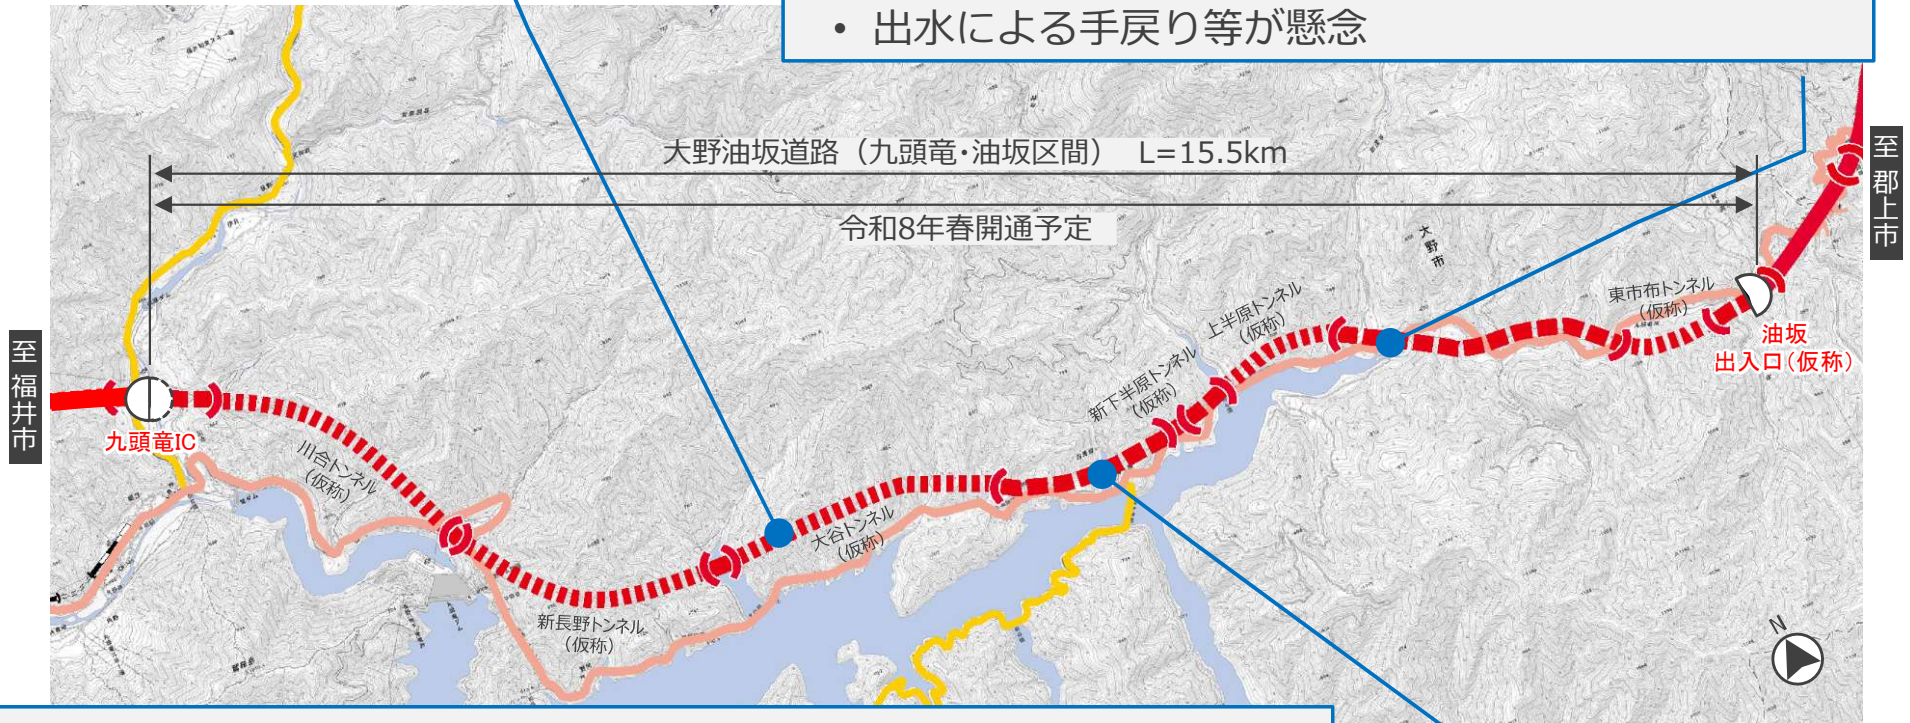 • 出水による手戻り等が懸念
大野油坂道路（九頭竜・油坂区間） L=15.5km
令和8年春開通予定
至 郡上市
至 福井市
大野市
東市布トンネル
（仮称）
油坂
出入口（仮称）
上半原トンネル
（仮称）
新下半原トンネル
（仮称）
九頭竜IC
川合トンネル
（仮称）
大谷トンネル
（仮称）
新長野トンネル
（仮称）
N